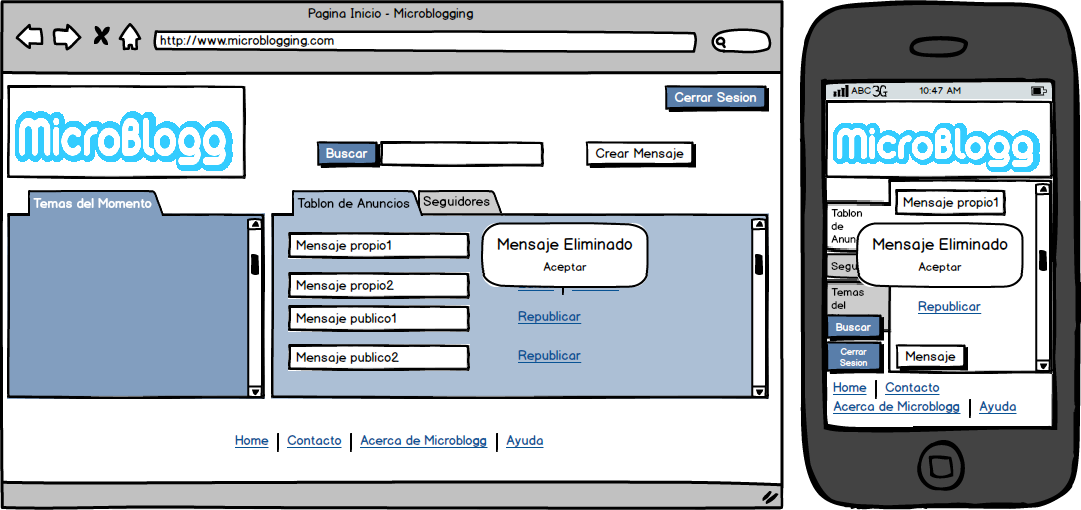 Pagina Inicio - Microblogging
http://www.microblogging.com
MicroBlogg
Cerrar Sesion
Buscar
Crear Mensaje
Temas del Momento
Tablon de Anuncios
Seguidores
Mensaje propio1
Mensaje propio2
Mensaje publico1
Republicar
Mensaje publico2
Republicar
Mensaje Eliminado
Aceptar
Home
Contacto
Acerca de Microblogg
Ayuda
ABC 3G
10:47 AM
MicroBlogg
Mensaje propio1
Tablon
de
Anun
Segu
Temas
del
Mensaje Eliminado
Aceptar
Republicar
Buscar
Cerrar
Sesion
Mensaje
Home
Contacto
Acerca de Microblogg
Ayuda